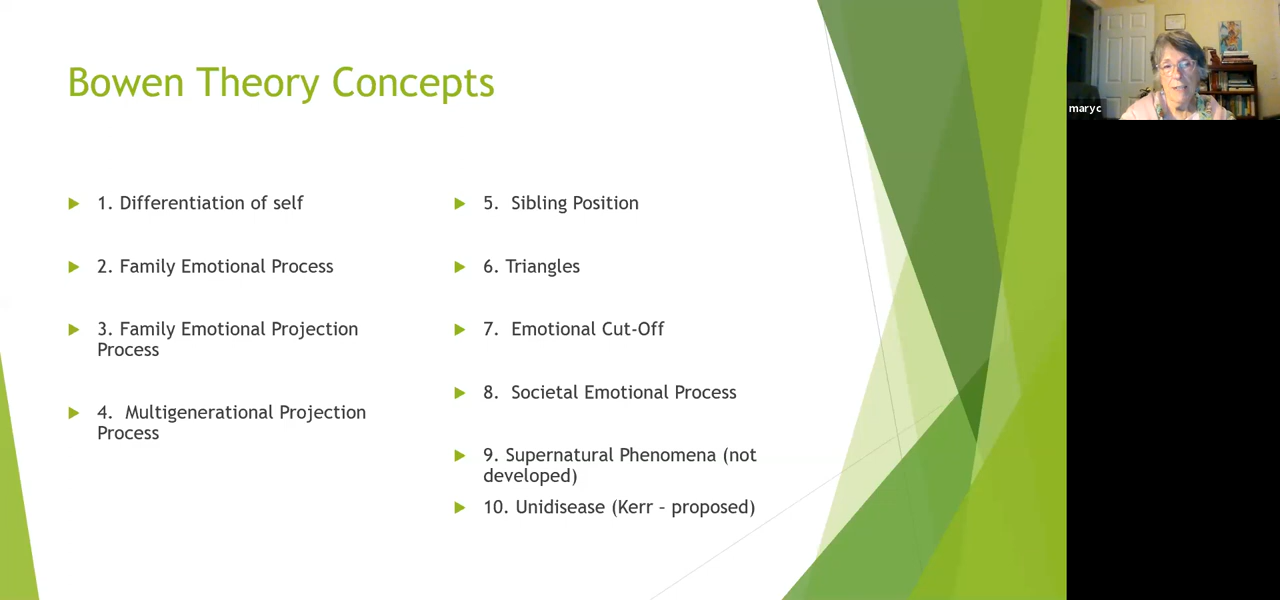 Bowen Theory Concepts
1. Differentiation of self
2. Family Emotional Process
3. Family Emotional Projection
Process
4.  Multigenerational Projection
Process
5.  Sibling Position
6. Triangles
7.  Emotional Cut-Off
8.  Societal Emotional Process
9. Supernatural Phenomena (not
developed)
10. Unidisease (Kerr – proposed)
maryc